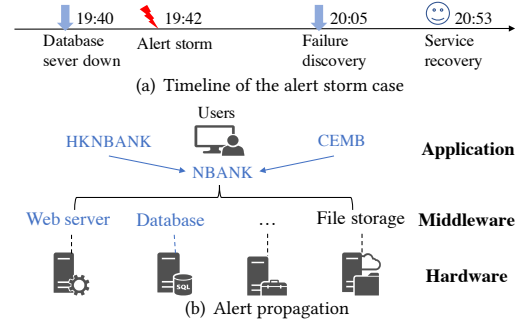 19:40
19:42
20:05
20:53
Database
sever down
Alert storm
Failure
discovery
Service
recovery
(a) Timeline of the alert storm case
Users
HKNBANK
CEMB
Application
NBANK
Web server
Database
...
File storage
Middleware
SQL
Hardware
(b) Alert propagation